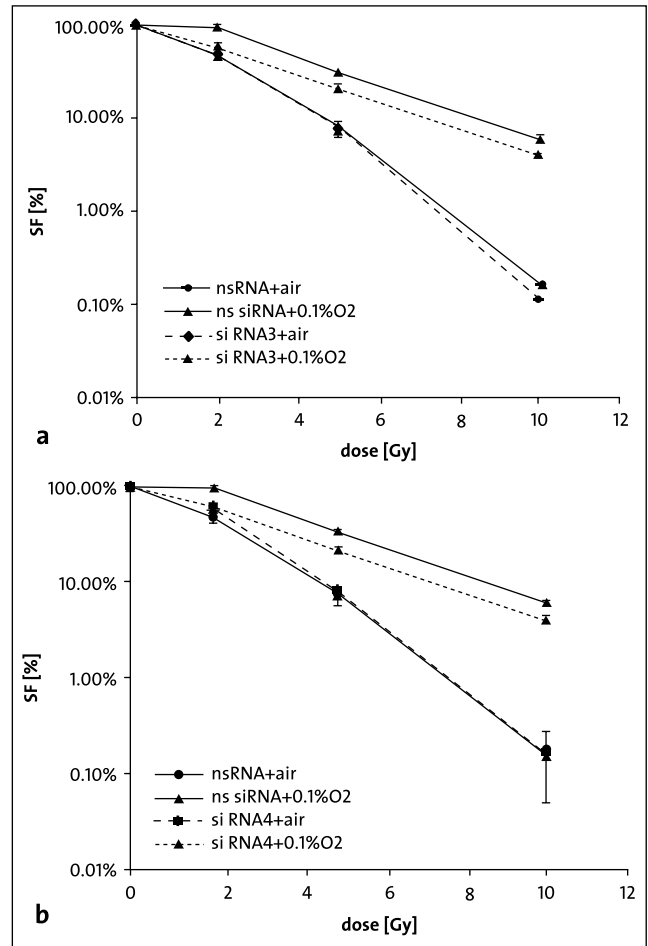 100.00%
10.00%
1.00%
0.10%
0.01%
SF [%]
nsRNA+air
ns siRNA+0.1%O2
si RNA3+air
si RNA3+0.1%O2
0 2 4 6 8 10 12
dose [Gy]
a
100.00%
10.00%
1.00%
0.10%
0.01%
SF [%]
nsRNA+air
ns siRNA+0.1%O2
si RNA4+air
si RNA4+0.1%O2
0 2 4 6 8 10 12
dose [Gy]
b